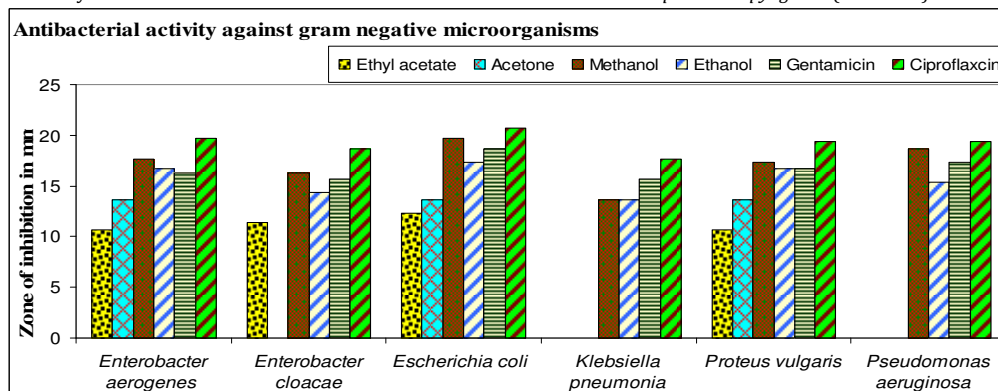 Antibacterial activity against gram negative microorganisms
Ethyl acetate Acetone Methanol Ethanol Gentamicin Ciproflaxcin
Zone of inhibition in mn
25
20
15
10
5
0
Enterobacter aerogenes
Enterobacter cloacae
Escherichia coli
Klebsiella pneumonia
Proteus vulgaris
Pseudomonas aeruginosa